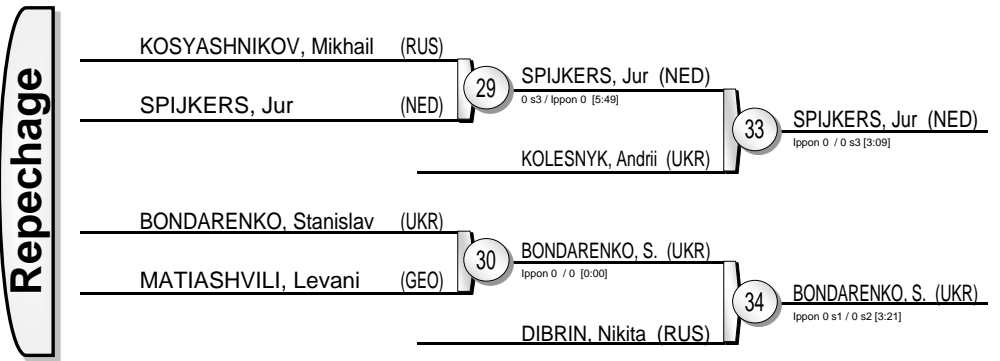 Repechage
KOSYASHNIKOV, Mikhail (RUS)
SPIJKERS, Jur (NED)
29
SPIJKERS, Jur (NED)
0 s3 / Ippon 0 [5:49]
KOLESNYK, Andrii (UKR)
33
SPIJKERS, Jur (NED)
Ippon 0 / 0 s3 [3:09]
BONDARENKO, Stanislav (UKR)
MATIASHVILI, Levani (GEO)
30
BONDARENKO, S. (UKR)
Ippon 0 / 0 [0:00]
DIBRIN, Nikita (RUS)
34
BONDARENKO, S. (UKR)
Ippon 0 s1 / 0 s2 [3:21]